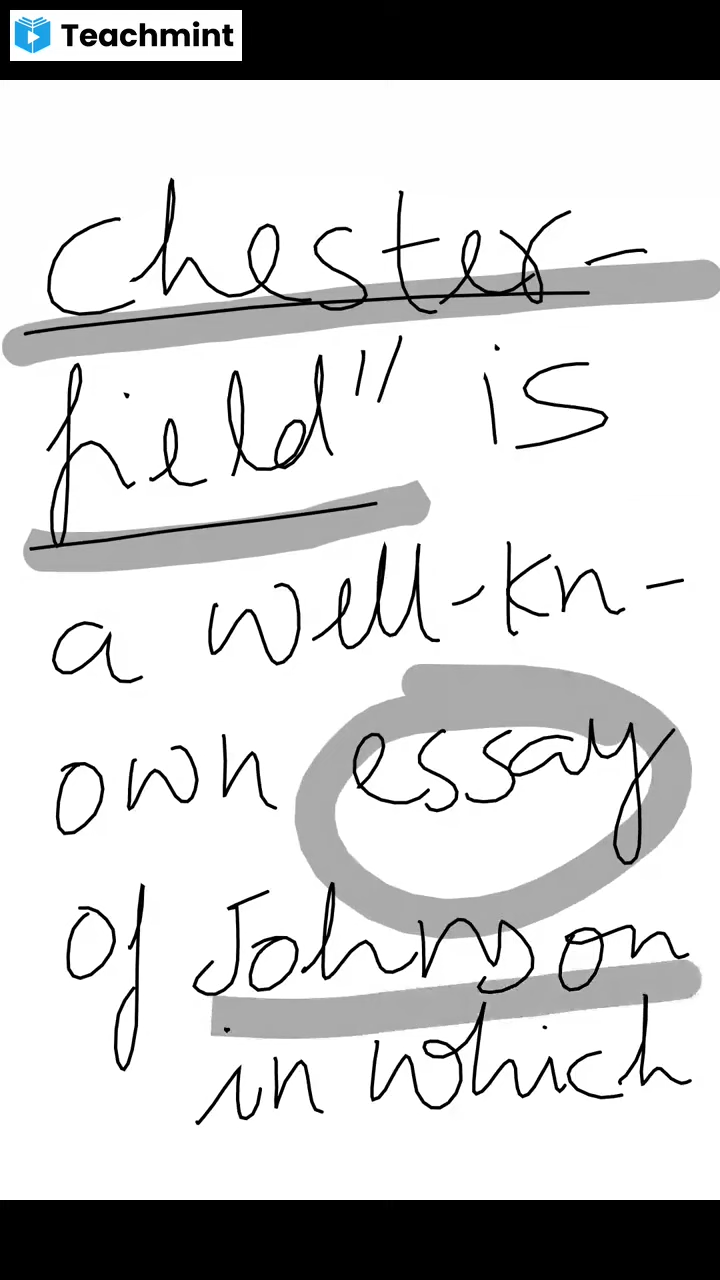 Teachmint
Chester-
field" is
a well-kn-
own essay
of Johnson
in which